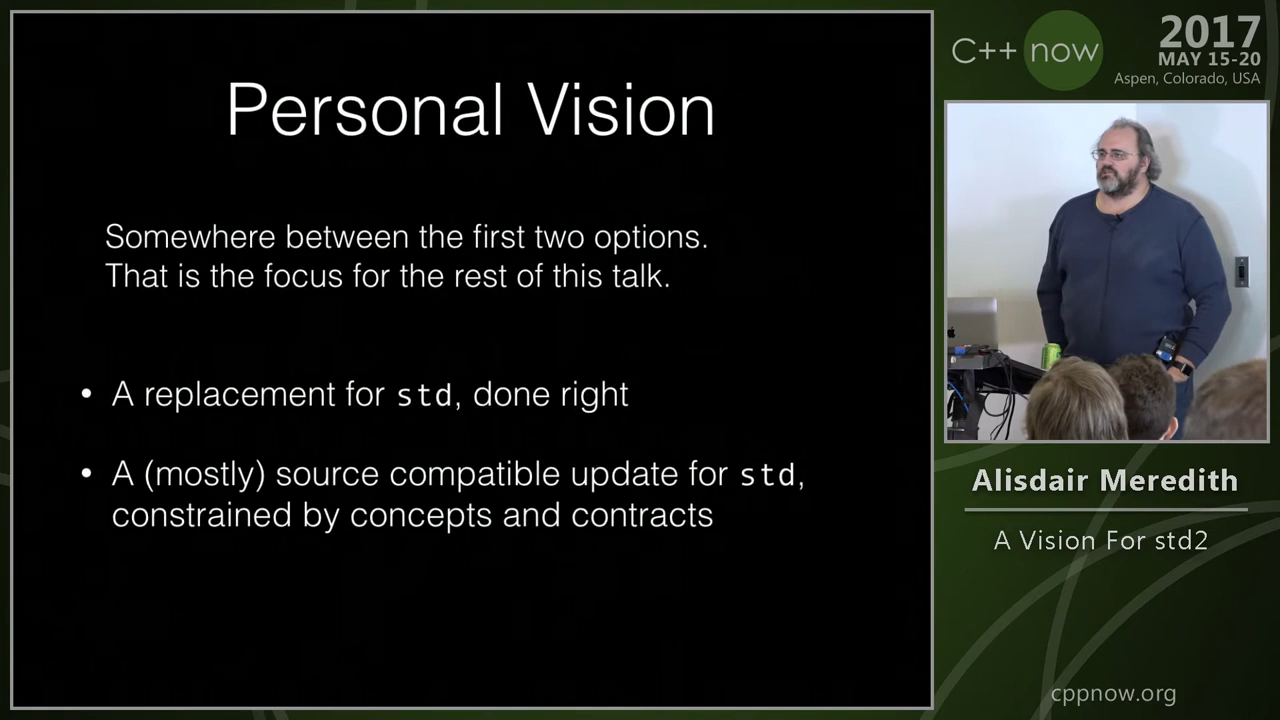 Personal Vision
Somewhere between the first two options.
That is the focus for the rest of this talk.
• A replacement for std, done right
• A (mostly) source compatible update for std,
constrained by concepts and contracts
C++ now
2017
MAY 15-20
Aspen, Colorado, USA
Alisdair Meredith
A Vision For std2
cppnow.org